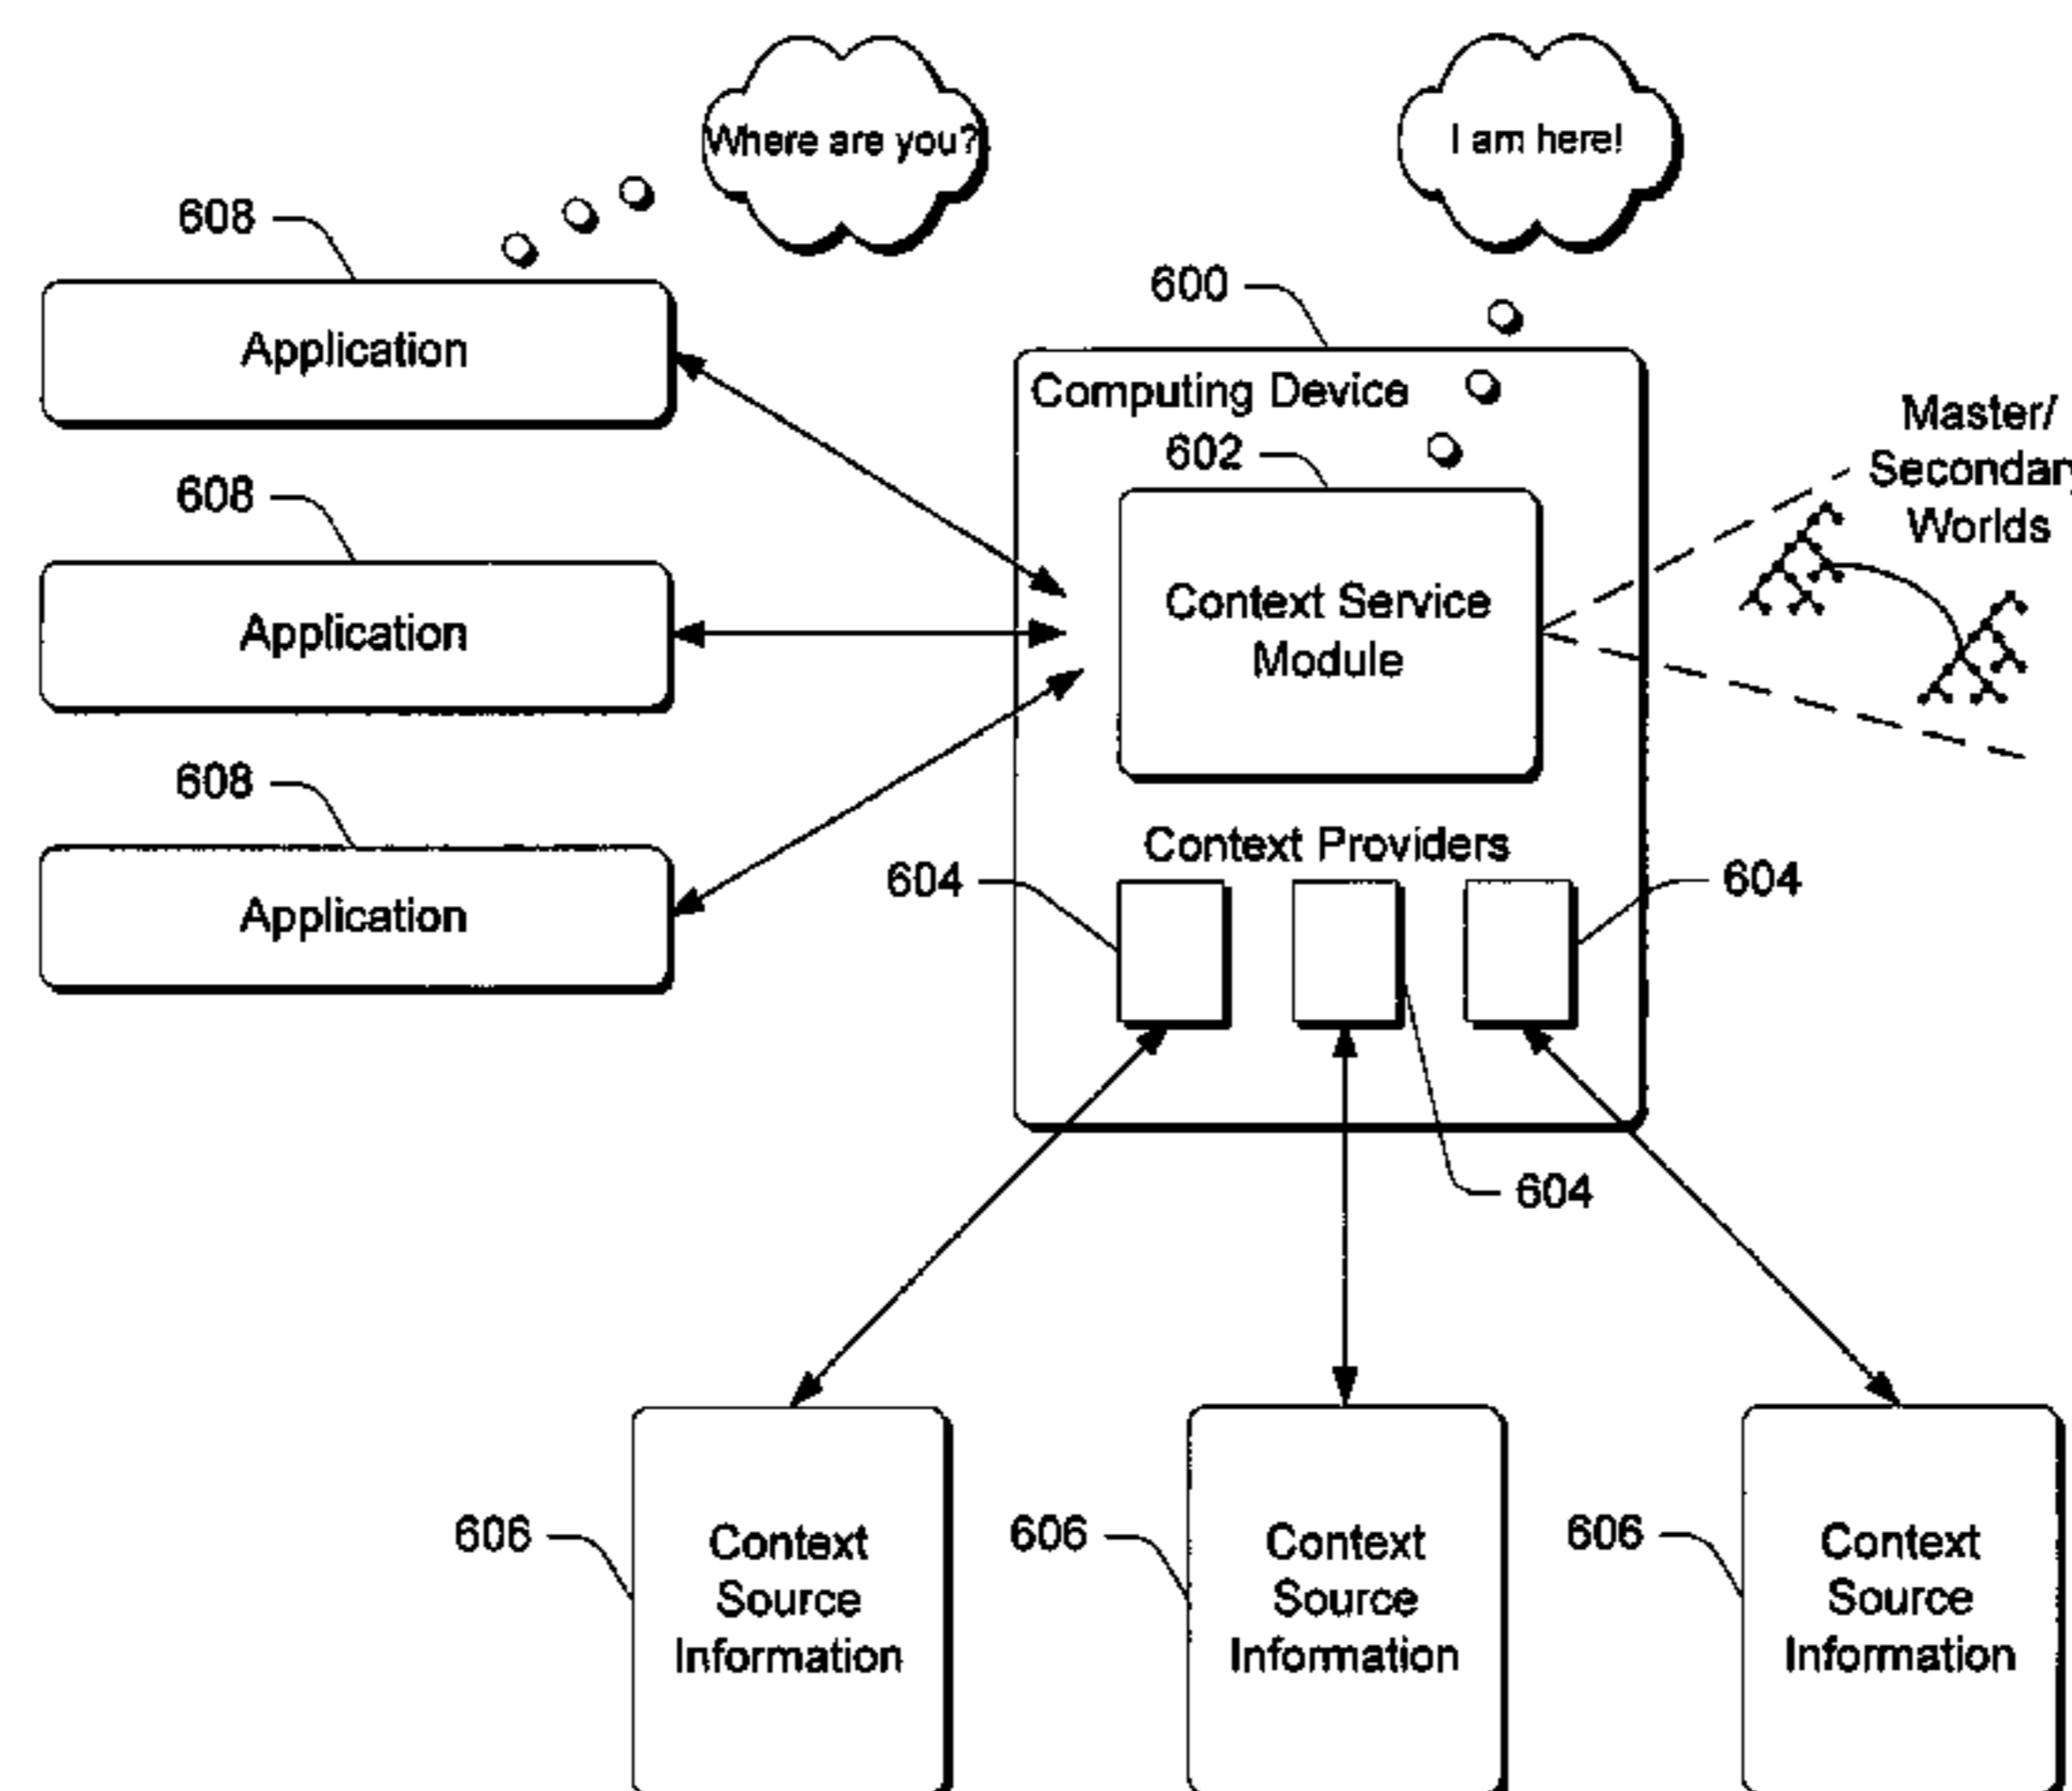 Where are you?
I am here!
608
Application
608
Application
608
Application
600
Computing Device
602
Context Service
Module
Master/
Secondary
Worlds
Context Providers
604
604
604
606
Context
Source
Information
606
Context
Source
Information
606
Context
Source
Information